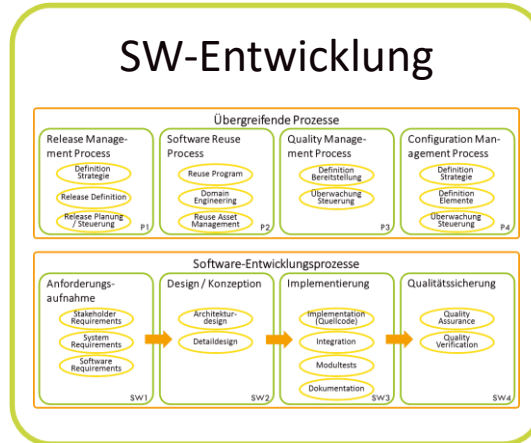 SW-Entwicklung
Übergreifende Prozesse
Release Manage-
ment Process
Definition
Strategie
Release Definition
Release Planung
/ Steuerung
P1
Software Reuse
Process
Reuse Program
Domain
Engineering
Reuse Asset
Management
P2
Quality Manage-
ment Process
Definition
Bereitstellung
Überwachung
Steuerung
P3
Configuration Man-
agement Process
Definition
Strategie
Definition
Elemente
Überwachung
Steuerung
P4
Software-Entwicklungsprozesse
Anforderungs-
aufnahme
Stakeholder
Requirements
System
Requirements
Software
Requirements
SW1
Design / Konzeption
Architektur-
design
Detaildesign
SW2
Implementierung
Implementation
(Quellcode)
Integration
Modultests
Dokumentation
SW3
Qualitätssicherung
Quality
Assurance
Quality
Verification
SW4